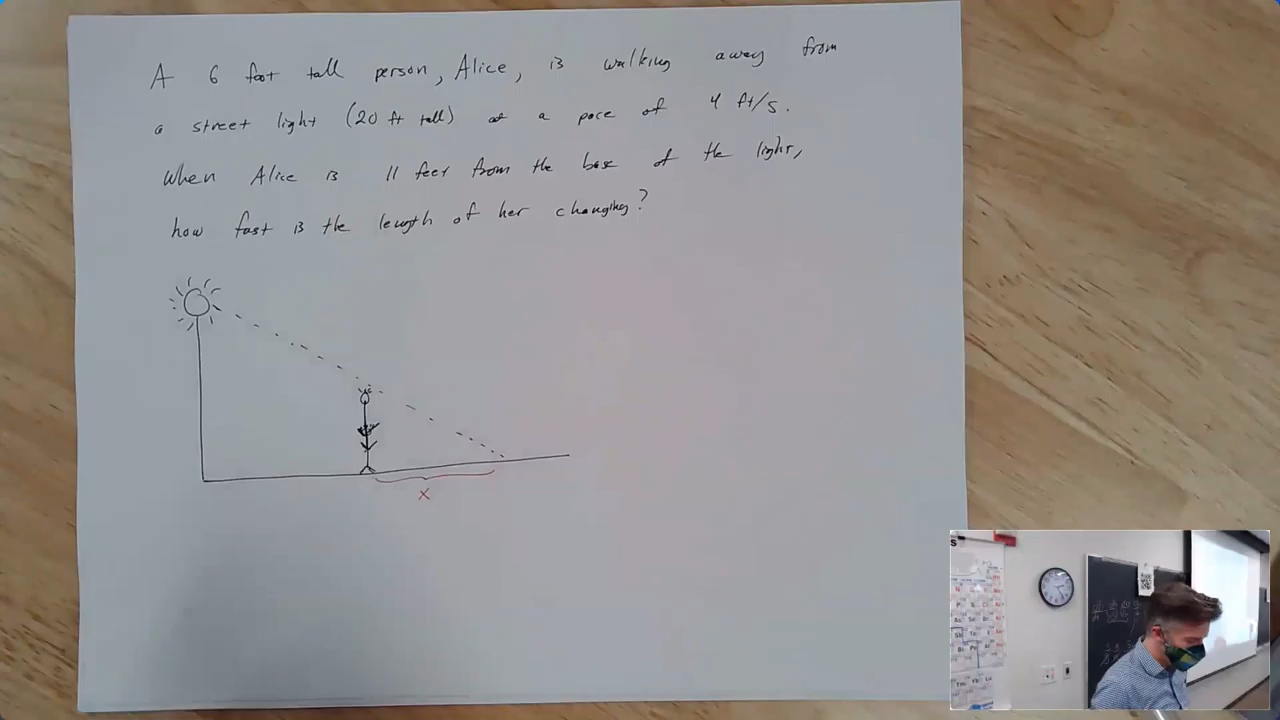 A 6 foot tall person, Alice, is walking away from
a street light (20 ft tall) at a pace of 4 ft/s.
When Alice is 11 feet from the base of the light,
how fast is the length of her changing?
x